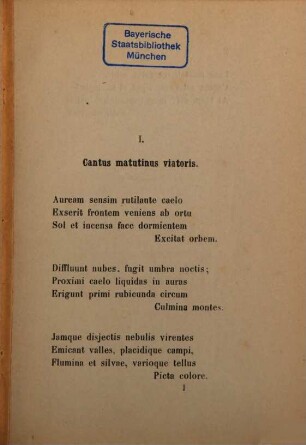 Bayerische
Staatsbibliothek
München
I.
Cantus matutinus viatoris.
Auream sensim rutilante caelo
Exserit frontem veniens ab ortu
Sol et incensa face dormientem
Excitat orbem.
Diffluunt nubes, fugit umbra noctis;
Proximi caelo liquidas in auras
Erigunt primi rubicunda circum
Culmina montes.
Jamque disjectis nebulis virentes
Emicant valles, placidique campi,
Flumina et silvae, varioque tellus
Picta colore.
1